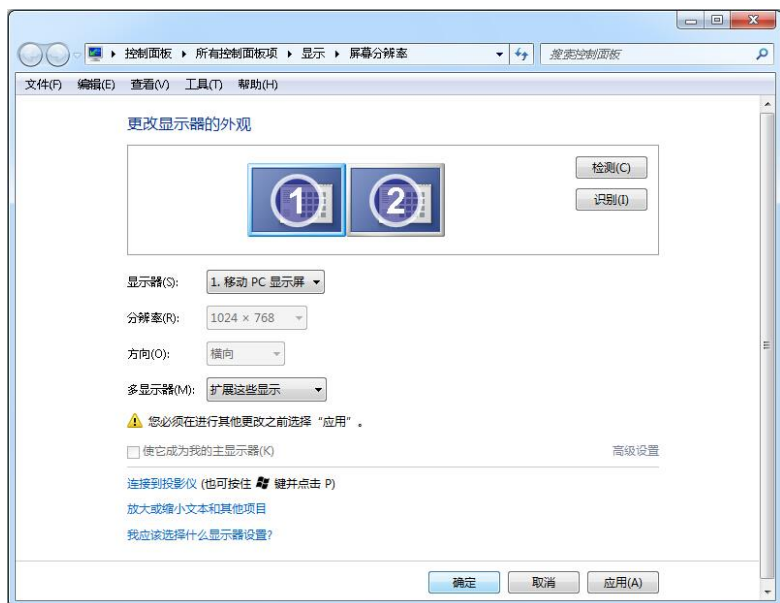 控制面板 ▸ 所有控制面板项 ▸ 显示 ▸ 屏幕分辨率 搜索控制面板
文件(F) 编辑(E) 查看(V) 工具(T) 帮助(H)
更改显示器的外观
1 2
检测(C)
识别(I)
显示器(S): 1. 移动 PC 显示屏
分辨率(R): 1024 × 768
方向(O): 横向
多显示器(M): 扩展这些显示
您必须在进行其他更改之前选择“应用”。
使它成为我的主显示器(K) 高级设置
连接到投影仪 (也可按住 键并点击 P)
放大或缩小文本和其他项目
我应该选择什么显示器设置?
确定 取消 应用(A)